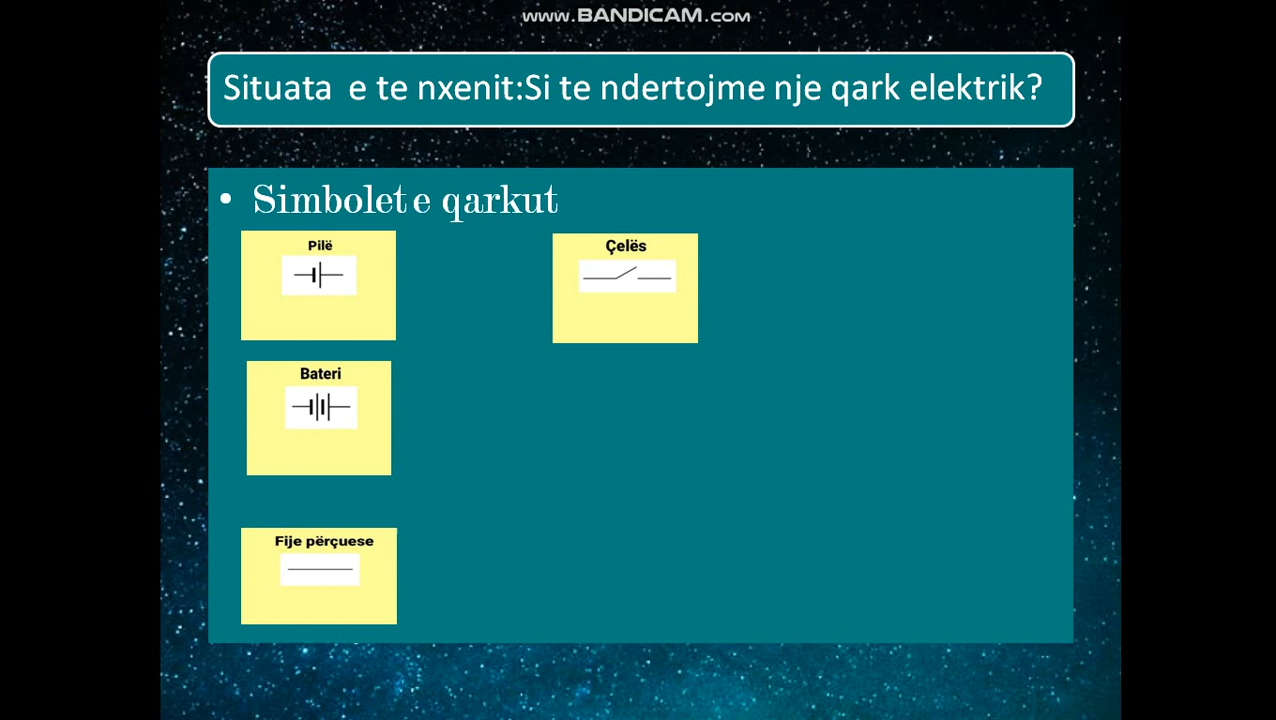 www.BANDICAM.com
Situata e te nxenit:Si te ndertojme nje qark elektrik?
• Simbolet e qarkut
Pilë
Çelës
Bateri
Fije përçuese